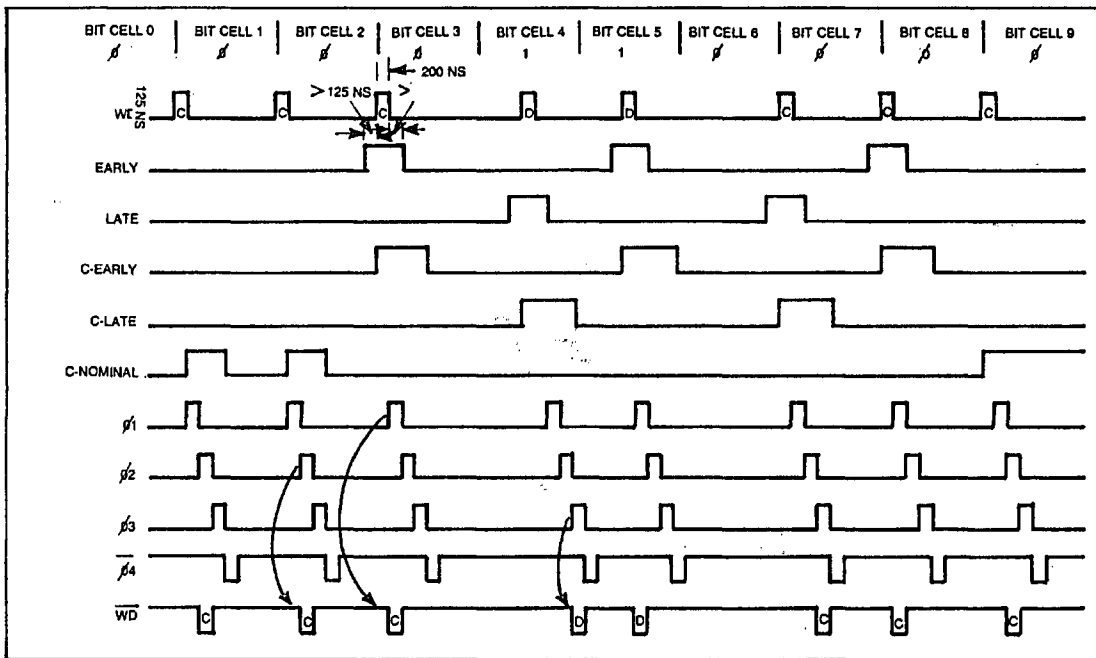 BIT CELL 0 BIT CELL 1 BIT CELL 2 BIT CELL 3 BIT CELL 4 BIT CELL 5 BIT CELL 6 BIT CELL 7 BIT CELL 8 BIT CELL 9
Ø Ø Ø Ø 1 1 Ø Ø Ø
200 NS
> 125 NS >
125 NS
WD C C C D D C C C
EARLY
LATE
C-EARLY
C-LATE
C-NOMINAL
Ø1
Ø2
Ø3
Ø4
WD C C C D D C C C